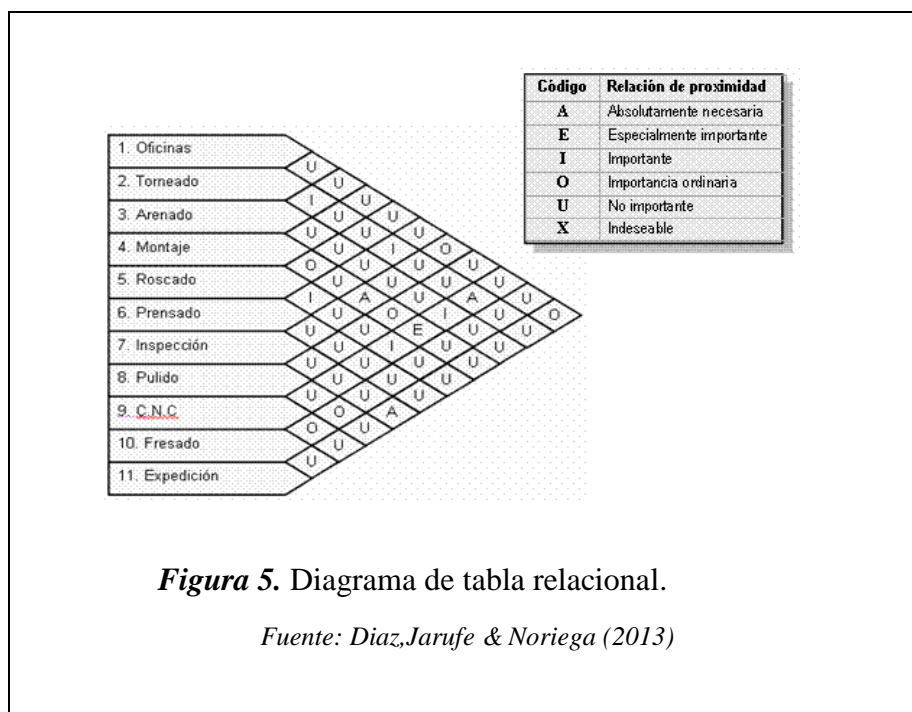 Código Relación de proximidad
A Absolutamente necesaria
E Especialmente importante
I Importante
O Importancia ordinaria
U No importante
X Indeseable
1. Oficinas
2. Torneado
3. Arenado
4. Montaje
5. Roscado
6. Prensado
7. Inspección
8. Pulido
9. C.N.C
10. Fresado
11. Expedición
U
U
I U
U U
U U U
U I O
O U U U
U U U U
I A U A U
U O I U O
U U E U U
U I U U
U U U U
U U U
U U U
O A
O U
U
U
Figura 5. Diagrama de tabla relacional.
Fuente: Diaz,Jarufe & Noriega (2013)